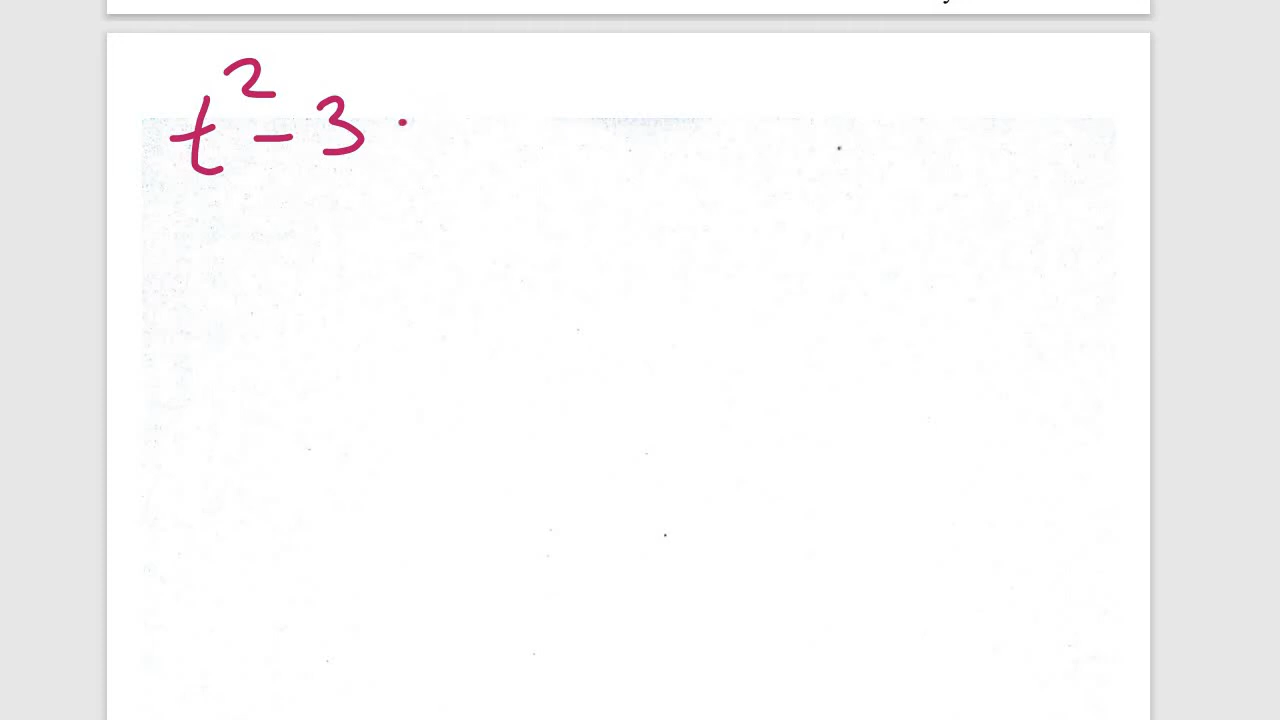 t² - 3 .